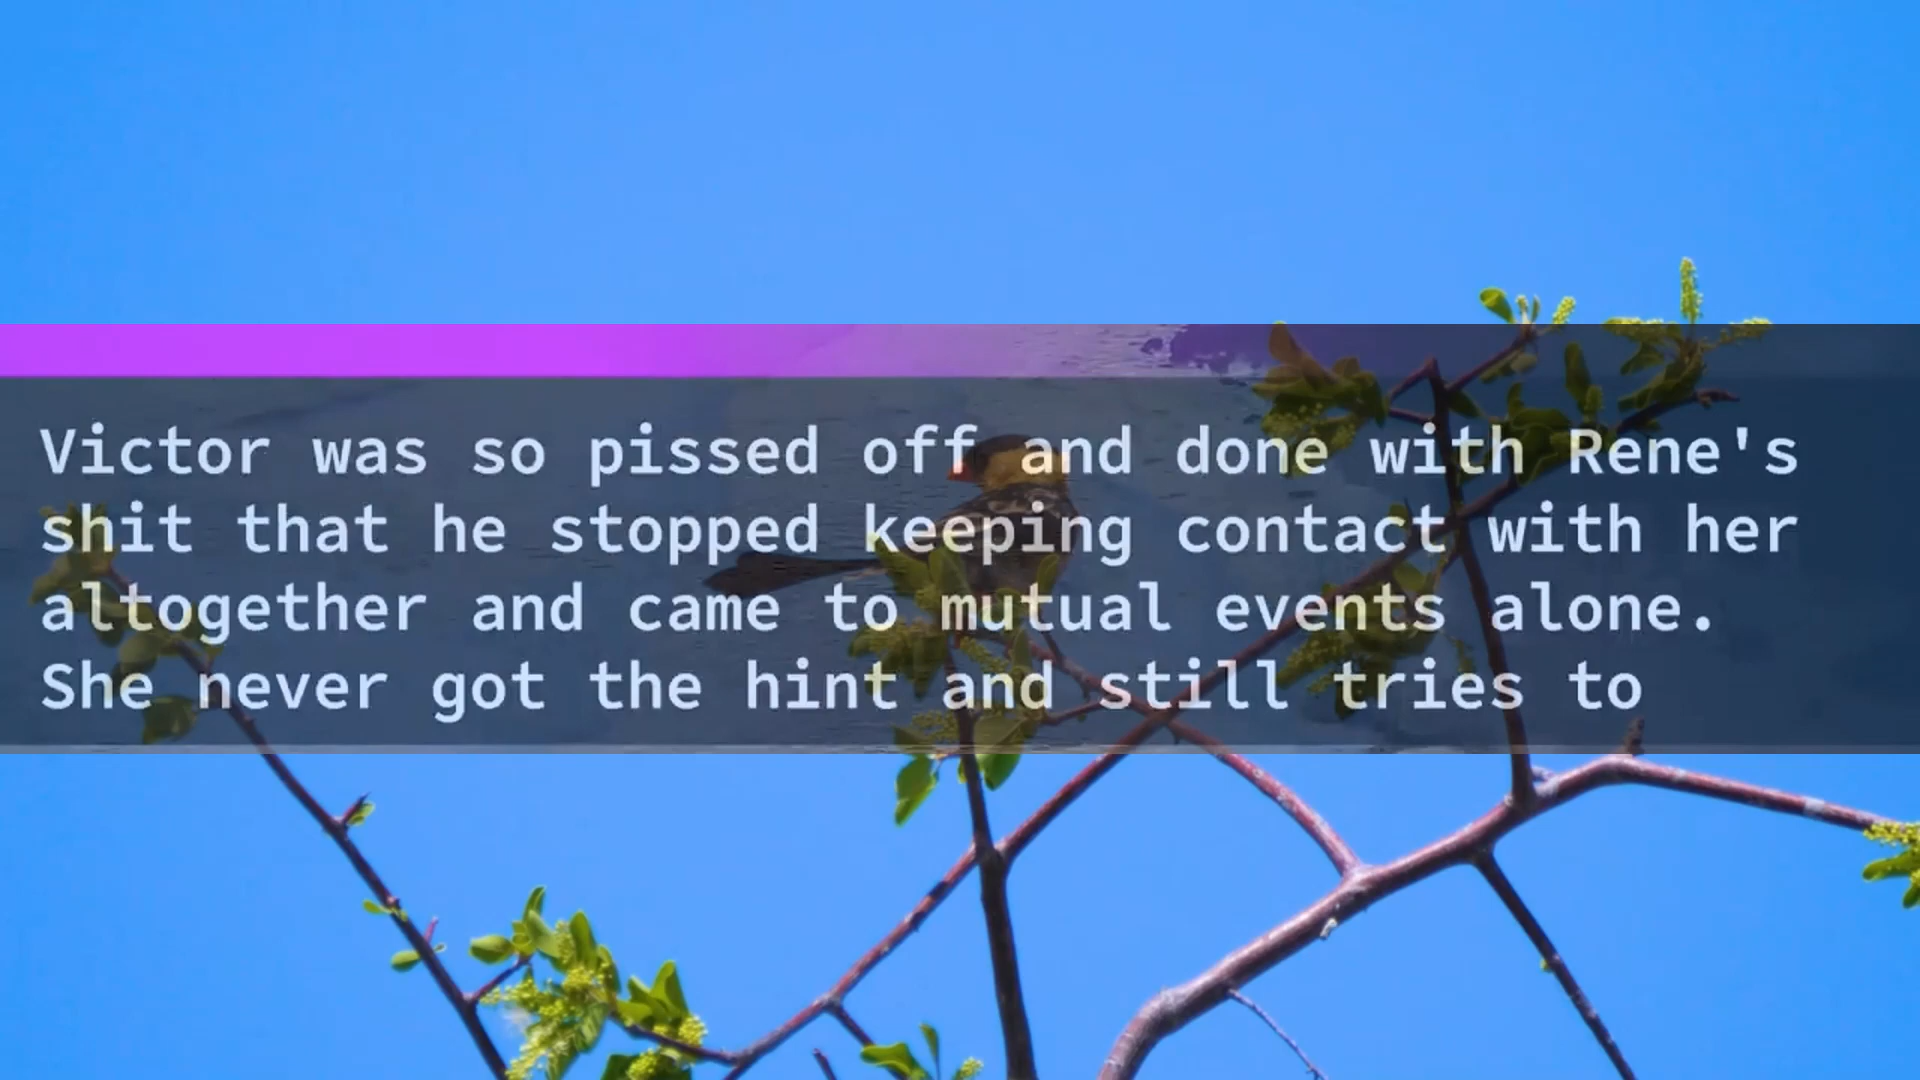 Victor was so pissed off and done with Rene's
shit that he stopped keeping contact with her
altogether and came to mutual events alone.
She never got the hint and still tries to